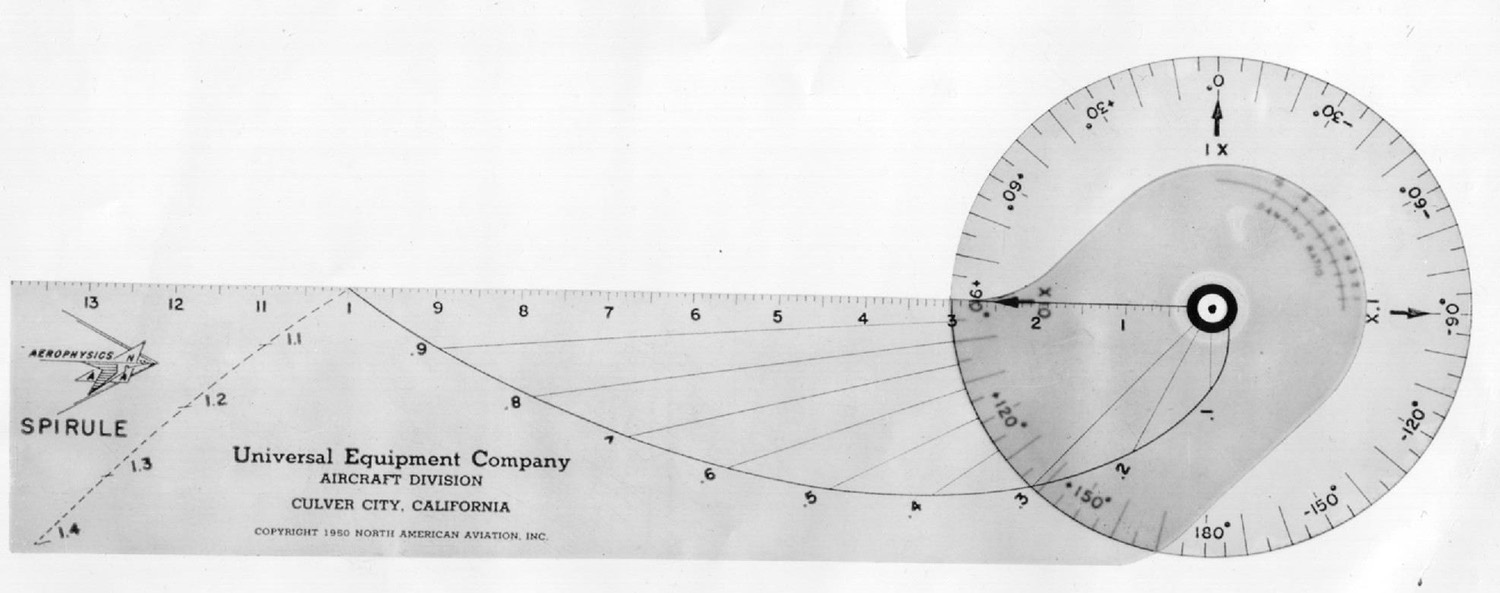 13 12 11 1 9 8 7 6 5 4 3 2 1
1.1
1.2
1.3
1.4
.9
.8
.7
.6
.5
.4
.3
.2
.1
AEROPHYSICS N
A A
SPIRULE
Universal Equipment Company
AIRCRAFT DIVISION
CULVER CITY, CALIFORNIA
COPYRIGHT 1950 NORTH AMERICAN AVIATION, INC.
0°
-30°
-60°
-90°
-120°
-150°
180°
+150°
+120°
+90°
+60°
+30°
X 1
X .1
X 10
DAMPING RATIO